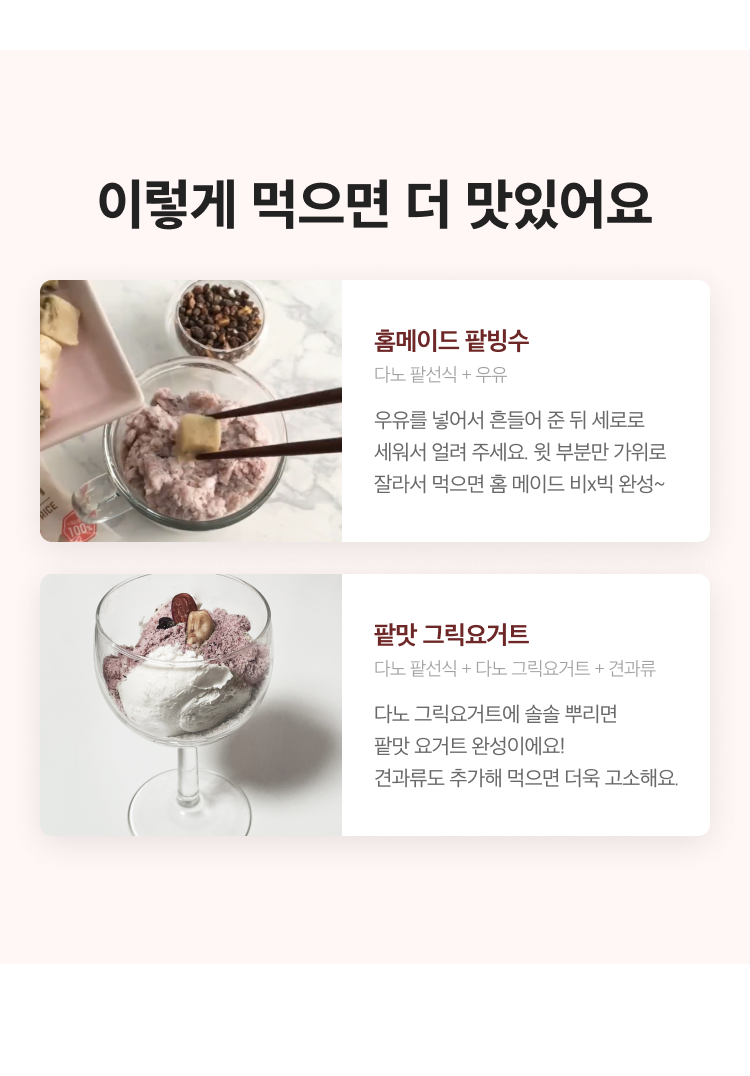 이렇게 먹으면 더 맛있어요
홈메이드 팥빙수
다노 팥선식 + 우유
우유를 넣어서 흔들어 준 뒤 세로로
세워서 얼려 주세요. 윗 부분만 가위로
잘라서 먹으면 홈 메이드 비x빅 완성~
RICE
100%
팥맛 그릭요거트
다노 팥선식 + 다노 그릭요거트 + 견과류
다노 그릭요거트에 솔솔 뿌리면
팥맛 요거트 완성이에요!
견과류도 추가해 먹으면 더욱 고소해요.